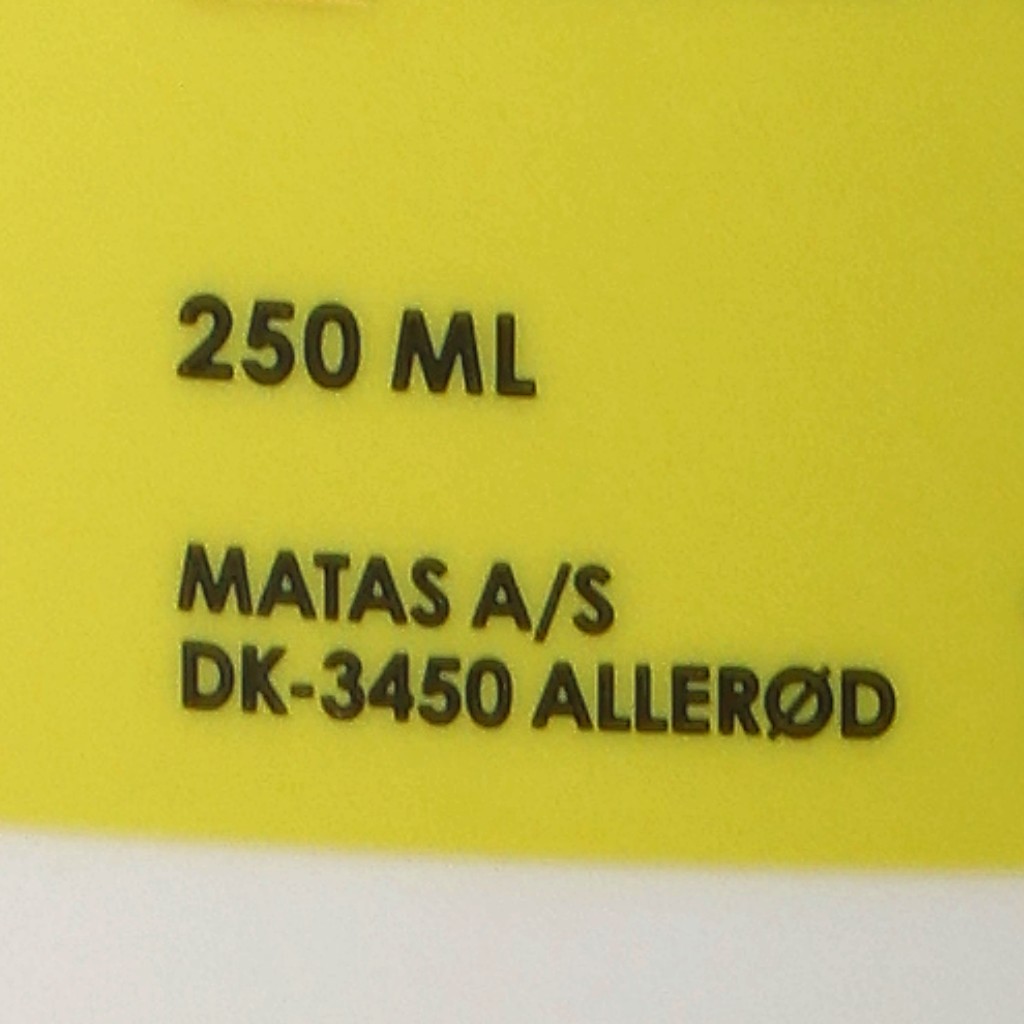 250 ML
MATAS A/S
DK-3450 ALLERØD